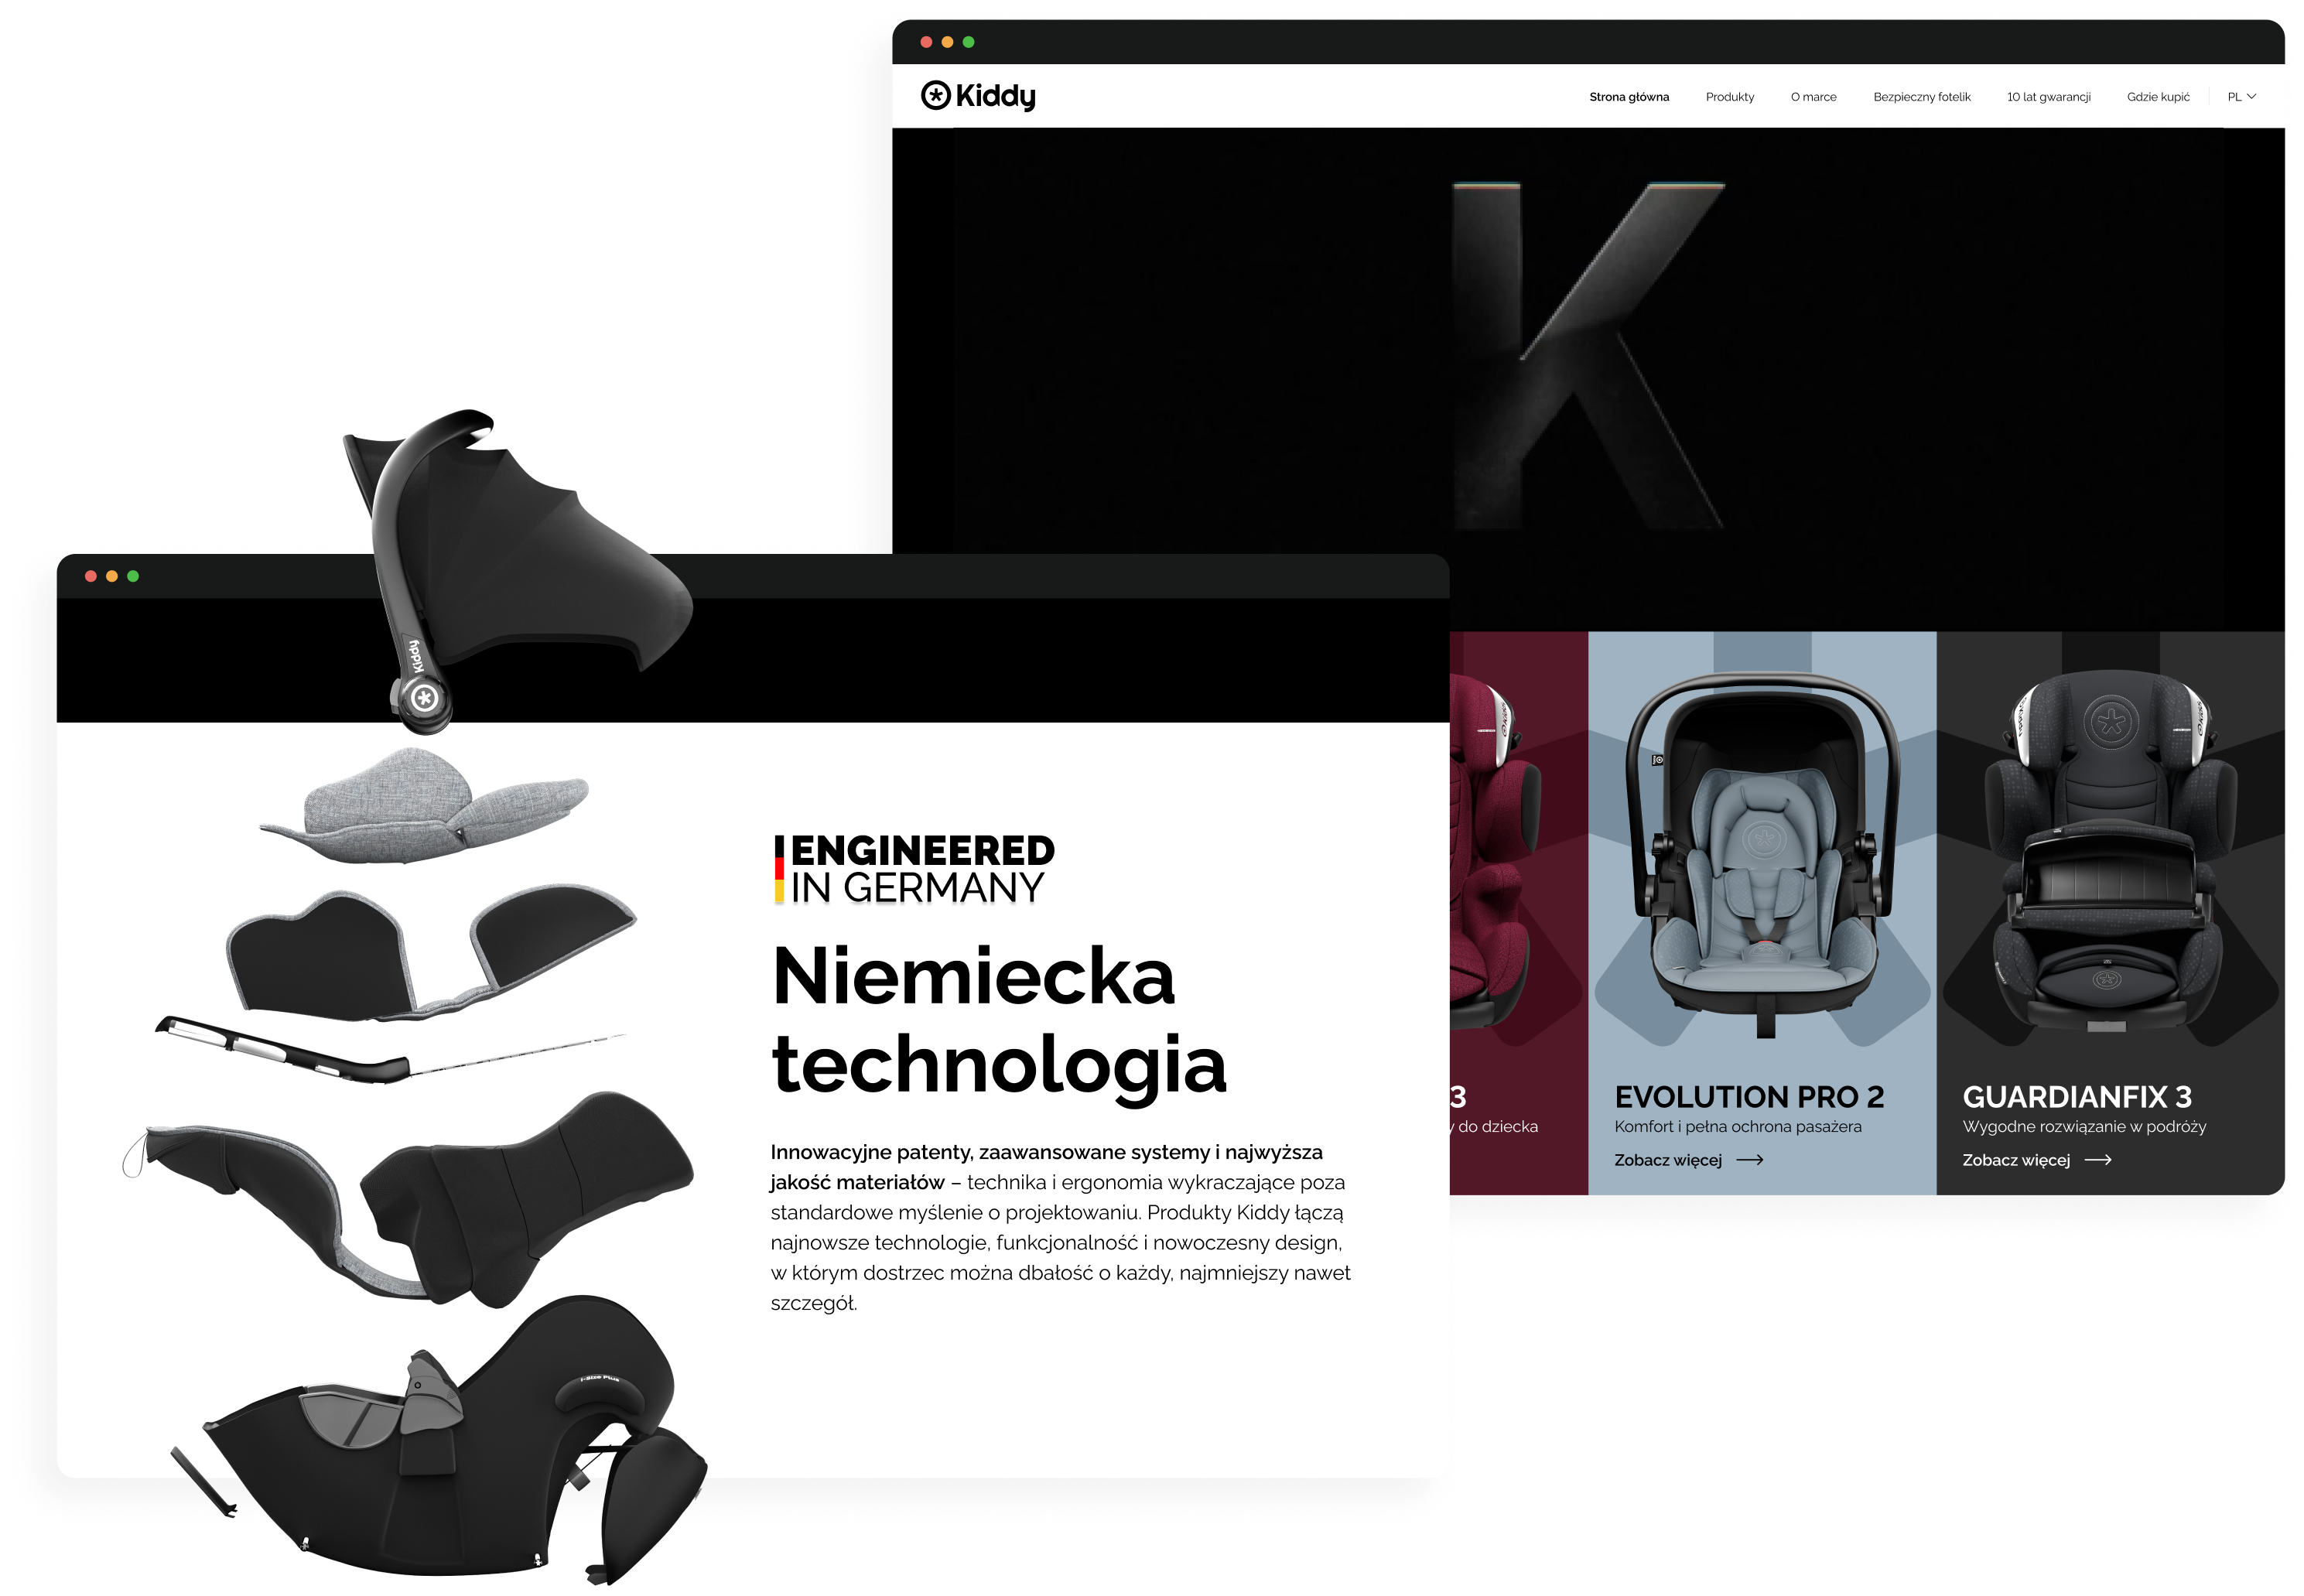 Kiddy
Strona główna
Produkty
O marce
Bezpieczny fotelik
10 lat gwarancji
Gdzie kupić
PL
K
3
y do dziecka
EVOLUTION PRO 2
Komfort i pełna ochrona pasażera
Zobacz więcej
GUARDIANFIX 3
Wygodne rozwiązanie w podróży
Zobacz więcej
Kiddy
ENGINEERED
IN GERMANY
Niemiecka
technologia
Innowacyjne patenty, zaawansowane systemy i najwyższa
jakość materiałów – technika i ergonomia wykraczające poza
standardowe myślenie o projektowaniu. Produkty Kiddy łączą
najnowsze technologie, funkcjonalność i nowoczesny design,
w którym dostrzec można dbałość o każdy, najmniejszy nawet
szczegół.
i-Size Plus